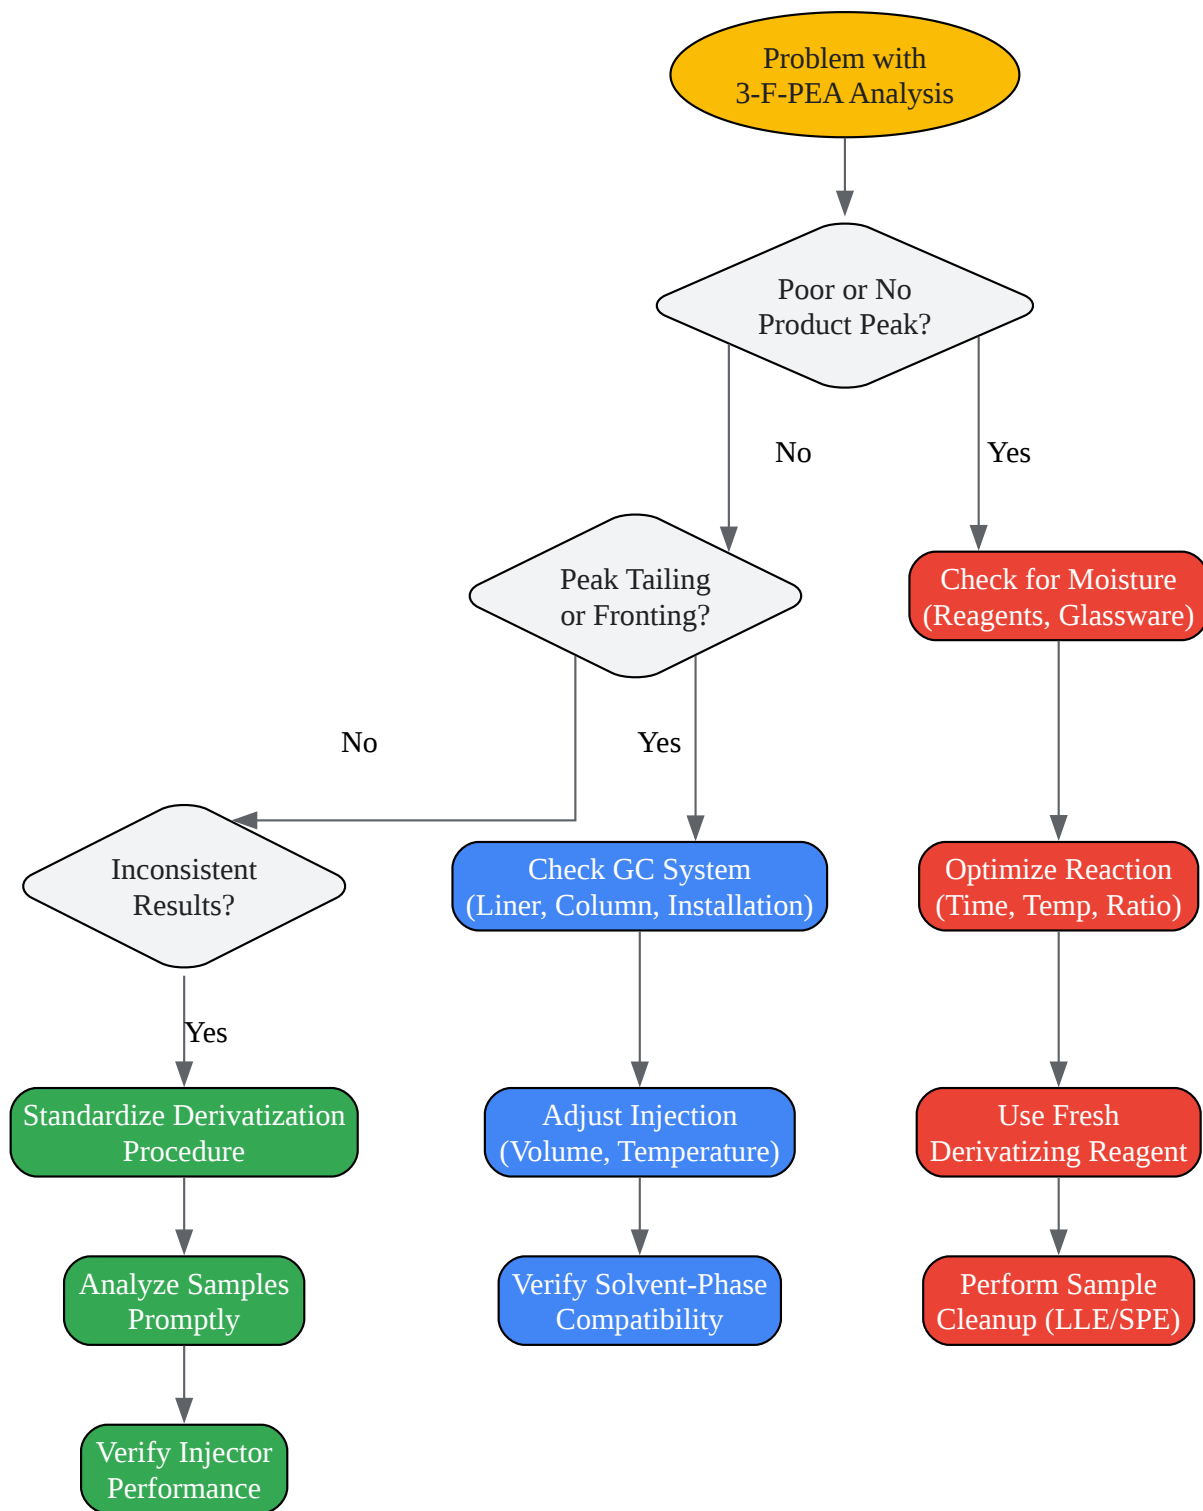 Problem with
3-F-PEA Analysis
Poor or No
Product Peak?
No
Yes
Peak Tailing
or Fronting?
Check for Moisture
(Reagents, Glassware)
No
Yes
Inconsistent
Results?
Check GC System
(Liner, Column, Installation)
Optimize Reaction
(Time, Temp, Ratio)
Yes
Standardize Derivatization
Procedure
Adjust Injection
(Volume, Temperature)
Use Fresh
Derivatizing Reagent
Analyze Samples
Promptly
Verify Solvent-Phase
Compatibility
Perform Sample
Cleanup (LLE/SPE)
Verify Injector
Performance